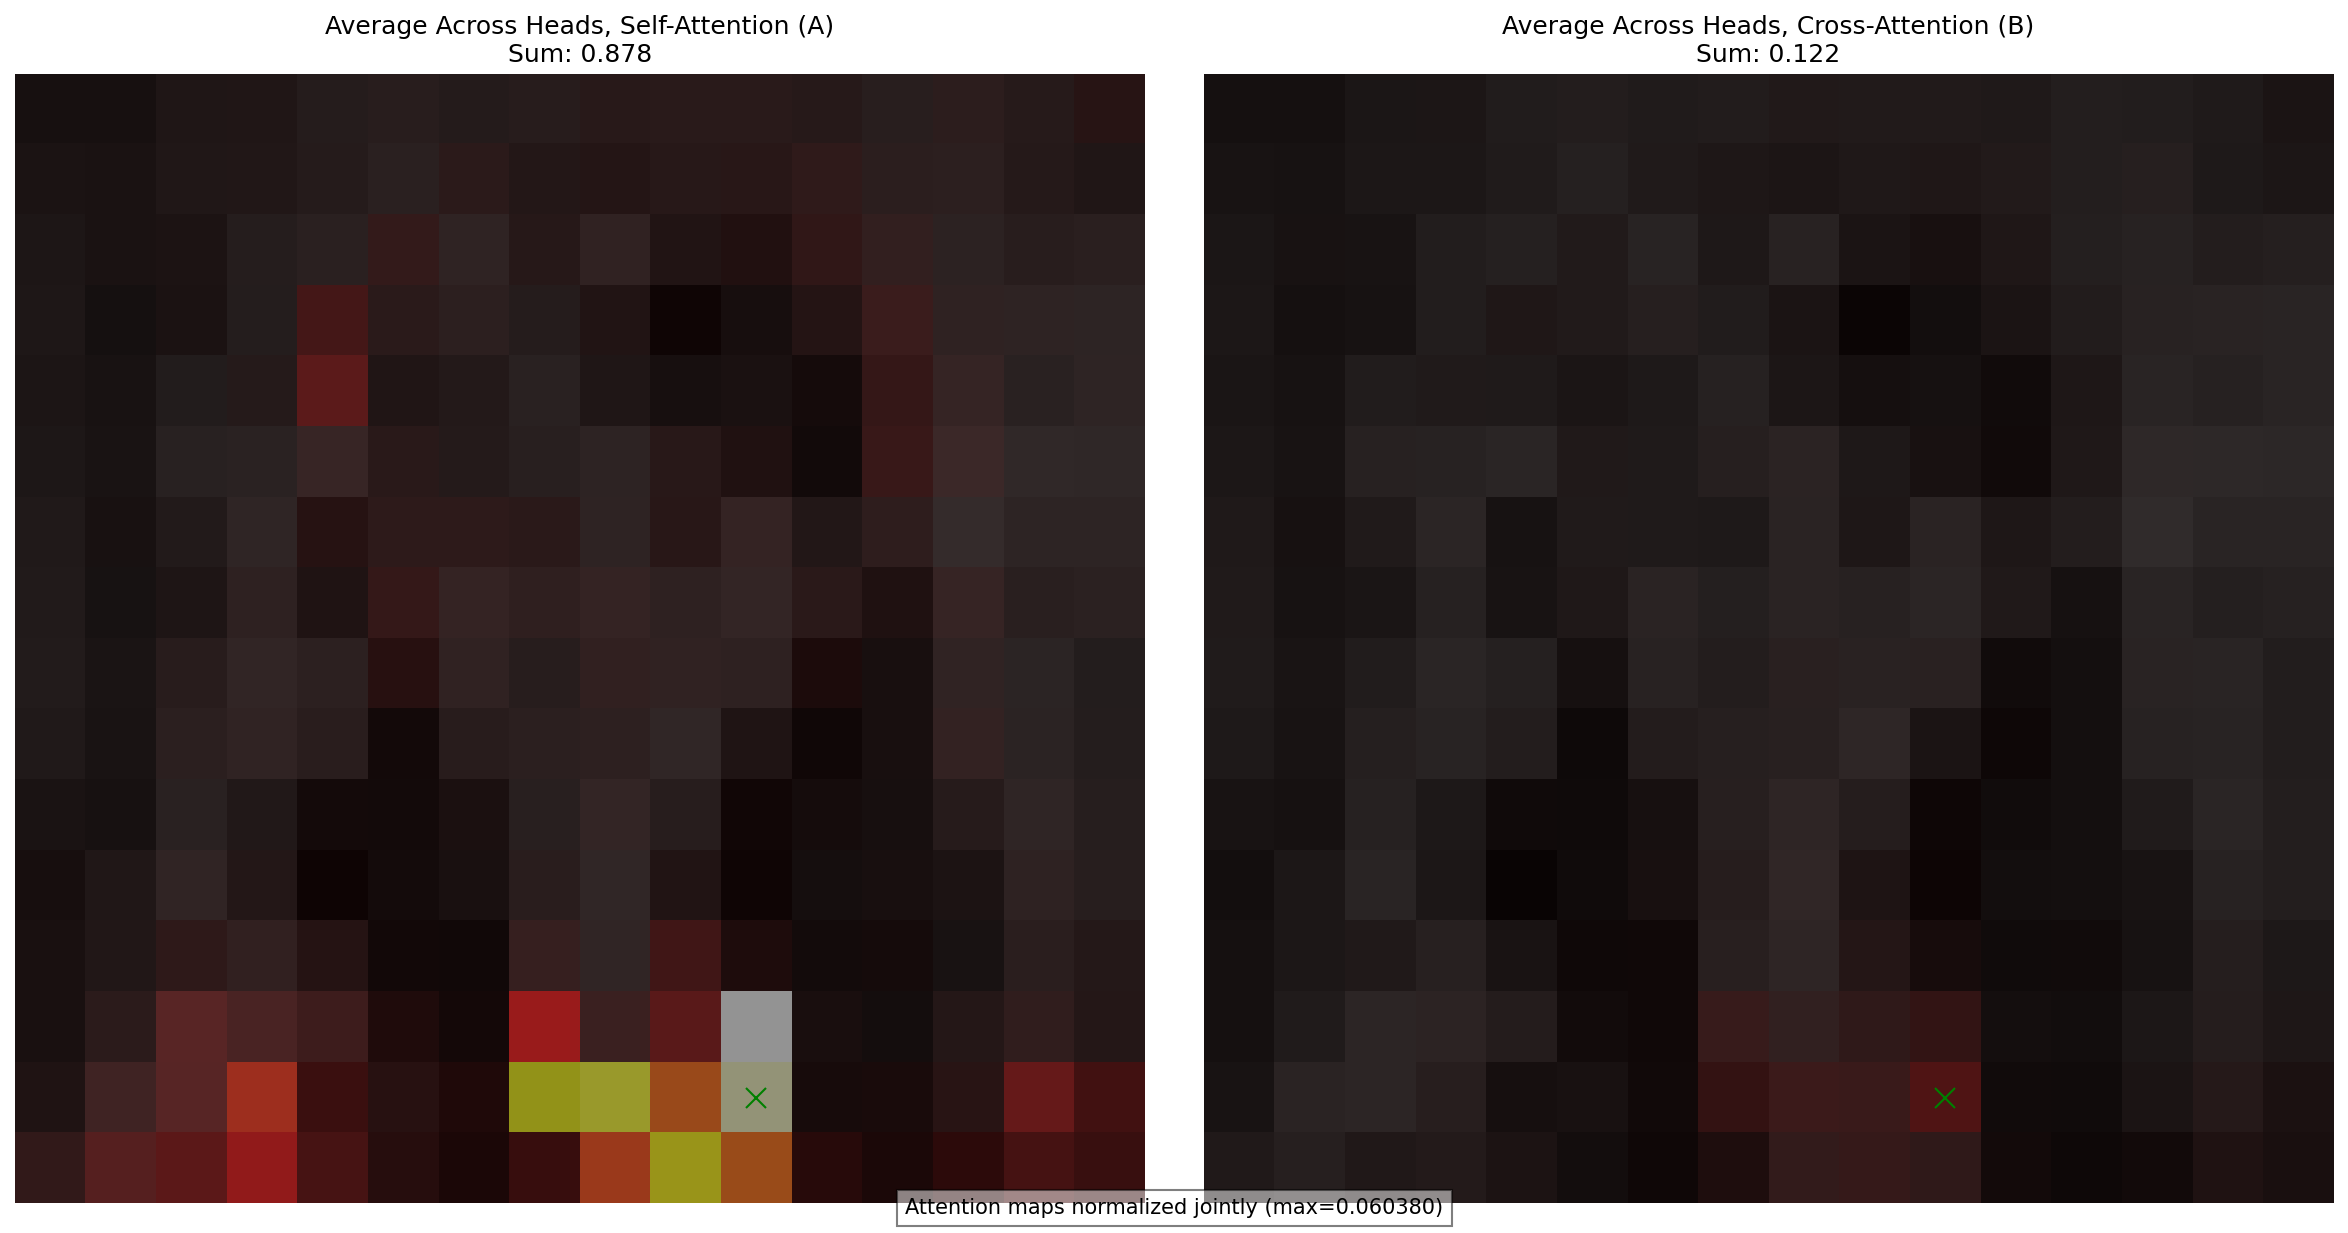 Average Across Heads, Self-Attention (A)
Sum: 0.878
Average Across Heads, Cross-Attention (B)
Sum: 0.122
Attention maps normalized jointly (max=0.060380)